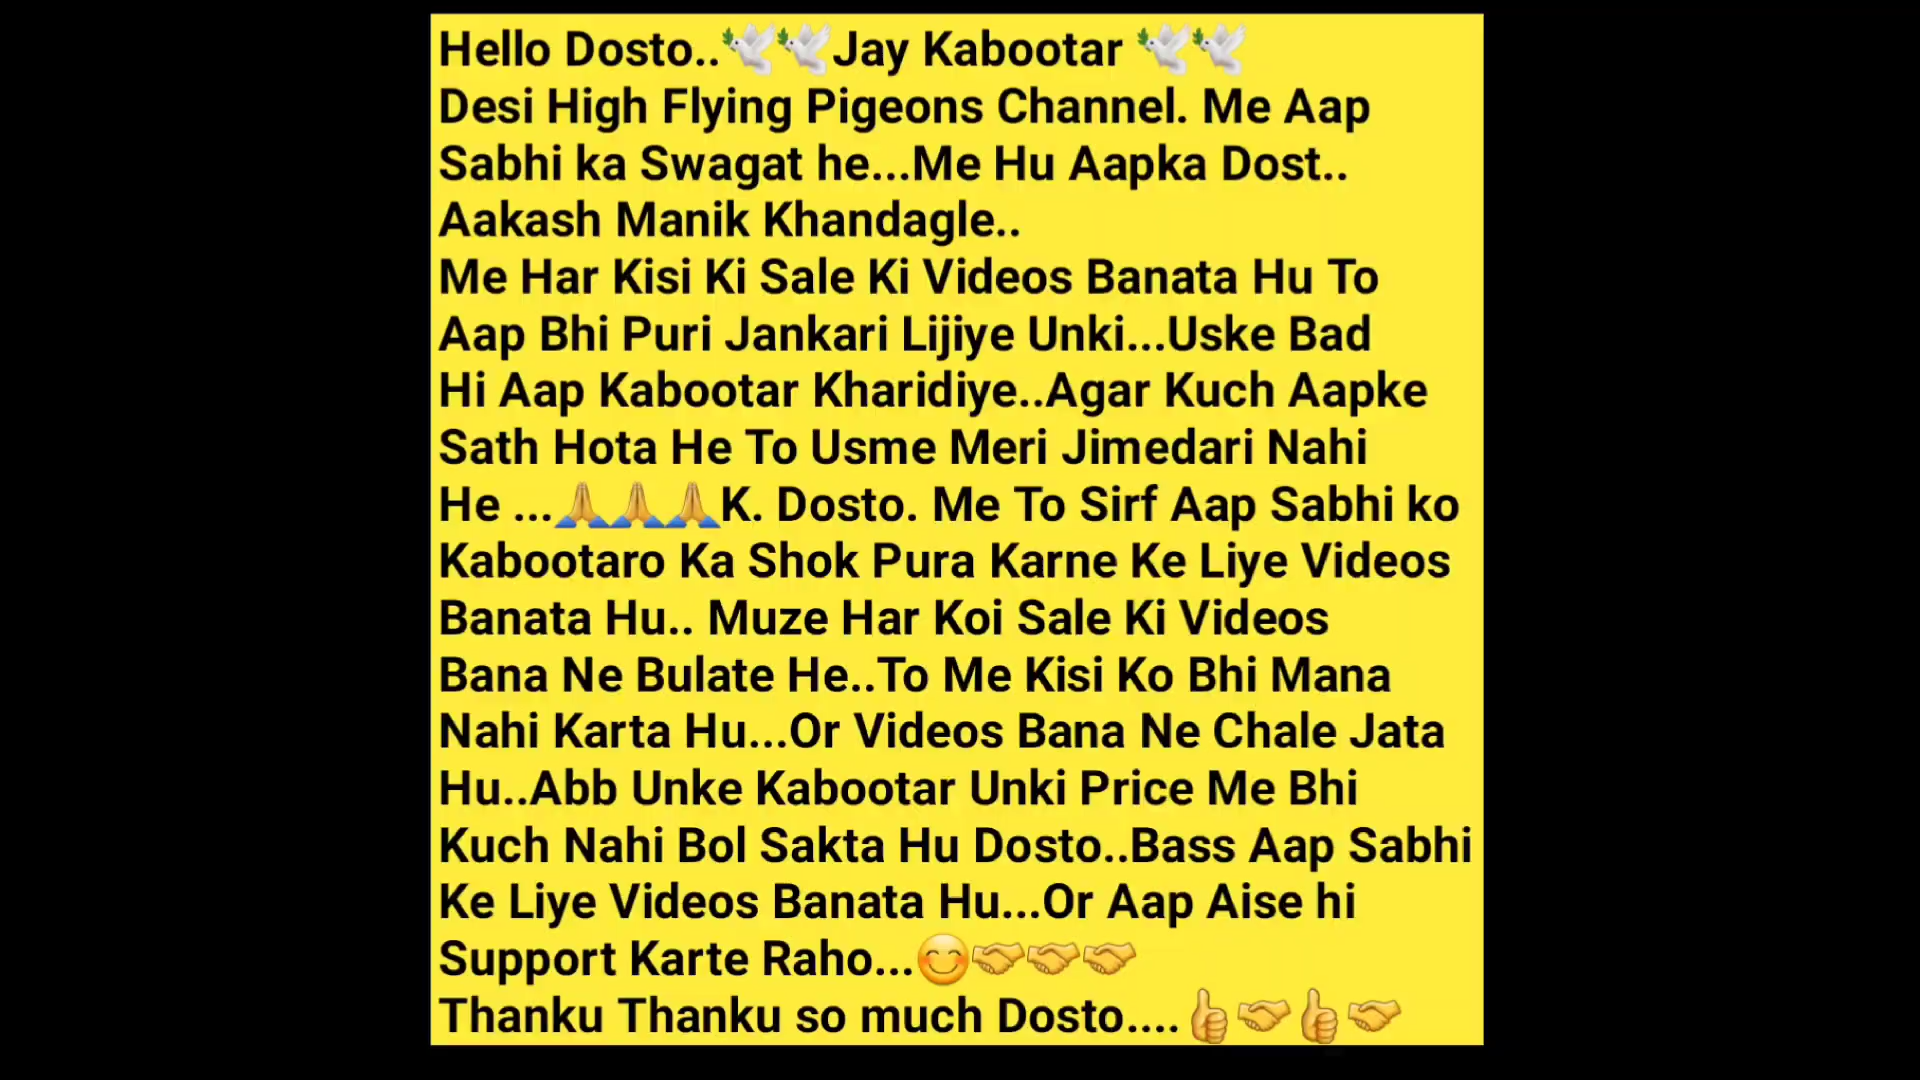 Hello Dosto..🕊️🕊️Jay Kabootar 🕊️🕊️
Desi High Flying Pigeons Channel. Me Aap
Sabhi ka Swagat he...Me Hu Aapka Dost..
Aakash Manik Khandagle..
Me Har Kisi Ki Sale Ki Videos Banata Hu To
Aap Bhi Puri Jankari Lijiye Unki...Uske Bad
Hi Aap Kabootar Kharidiye..Agar Kuch Aapke
Sath Hota He To Usme Meri Jimedari Nahi
He ...🙏🙏🙏K. Dosto. Me To Sirf Aap Sabhi ko
Kabootaro Ka Shok Pura Karne Ke Liye Videos
Banata Hu.. Muze Har Koi Sale Ki Videos
Bana Ne Bulate He..To Me Kisi Ko Bhi Mana
Nahi Karta Hu...Or Videos Bana Ne Chale Jata
Hu..Abb Unke Kabootar Unki Price Me Bhi
Kuch Nahi Bol Sakta Hu Dosto..Bass Aap Sabhi
Ke Liye Videos Banata Hu...Or Aap Aise hi
Support Karte Raho...😊🤝🤝🤝
Thanku Thanku so much Dosto....👍🤝👍🤝